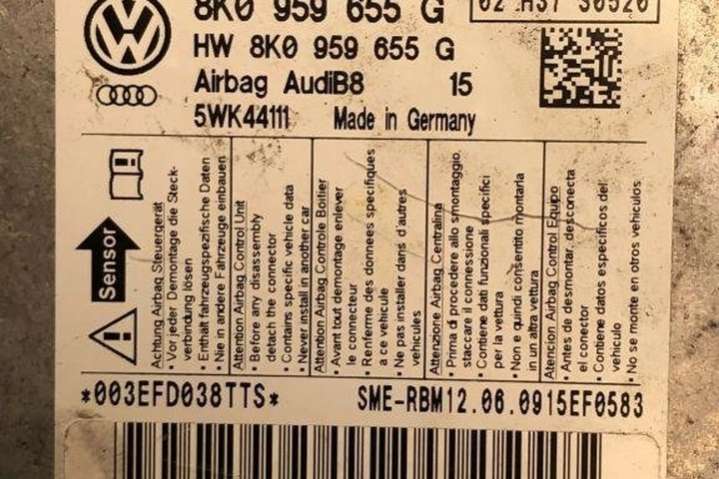 8K0 959 655 G
02 H37 S0520
HW 8K0 959 655 G
Airbag AudiB8 15
5WK44111 Made in Germany
Sensor
Achtung Airbag Steuergerät
• Vor jeder Demontage die Steck-
verbindung lösen
• Enthält fahrzeugspezifische Daten
• Nie in andere Fahrzeuge einbauen
Attention Airbag Control Unit
• Before any disassembly
detach the connector
• Contains specific vehicle data
• Never install in another car
Attention Airbag Controle Boitier
• Avant tout demontage enlever
le connecteur
• Renferme des donnees specifiques
a ce vehicule
• Ne pas installer dans d'autres
vehicules
Attenzione Airbag Centralina
• Prima di procedere allo smontaggio,
staccare il connessione
• Contiene dati funzionali specifici
per la vettura
• Non e quindi consentito montarla
in un altra vettura
Atencion Airbag Control Equipo
• Antes de desmontar, desconecta
el conector
• Contiene datos especificos del
vehiculo
• No se monte en otros vehiculos
*003EFD038TTS*
SME-RBM12.06.0915EF0583